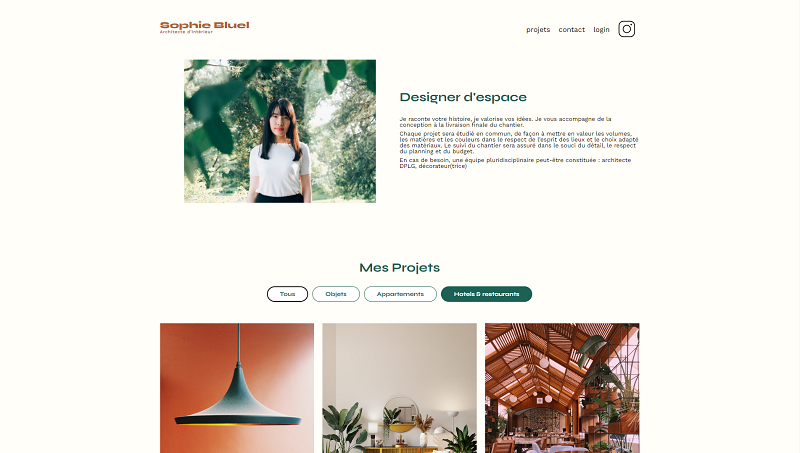 Sophie Bluel
Architecte d'intérieur
projets contact login
Designer d'espace
Je raconte votre histoire, je valorise vos idées. Je vous accompagne de la
conception à la livraison finale du chantier.
Chaque projet sera étudié en commun, de façon à mettre en valeur les volumes,
les matières et les couleurs dans le respect de l'esprit des lieux et le choix adapté
des matériaux. Le suivi du chantier sera assuré dans le souci du détail, le respect
du planning et du budget.
En cas de besoin, une équipe pluridisciplinaire peut-être constituée : architecte
DPLG, décorateur(trice)
Mes Projets
Tous Objets Appartements Hotels & restaurants